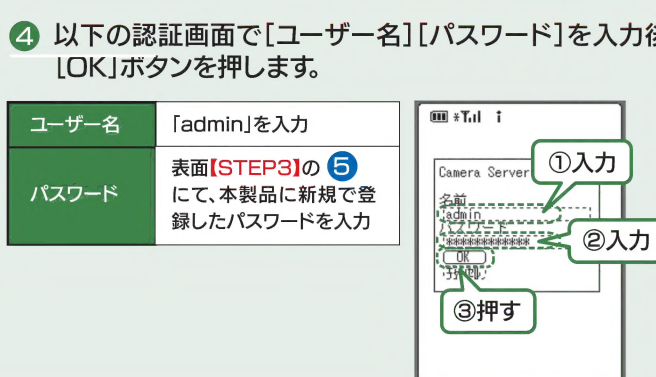 ④ 以下の認証画面で[ユーザー名][パスワード]を入力後
[OK]ボタンを押します。
ユーザー名
「admin」を入力
パスワード
表面【STEP3】の ⑤
にて、本製品に新規で登
録したパスワードを入力
Camera Server
①入力
名前
admin
パスワード
************
②入力
OK
③押す